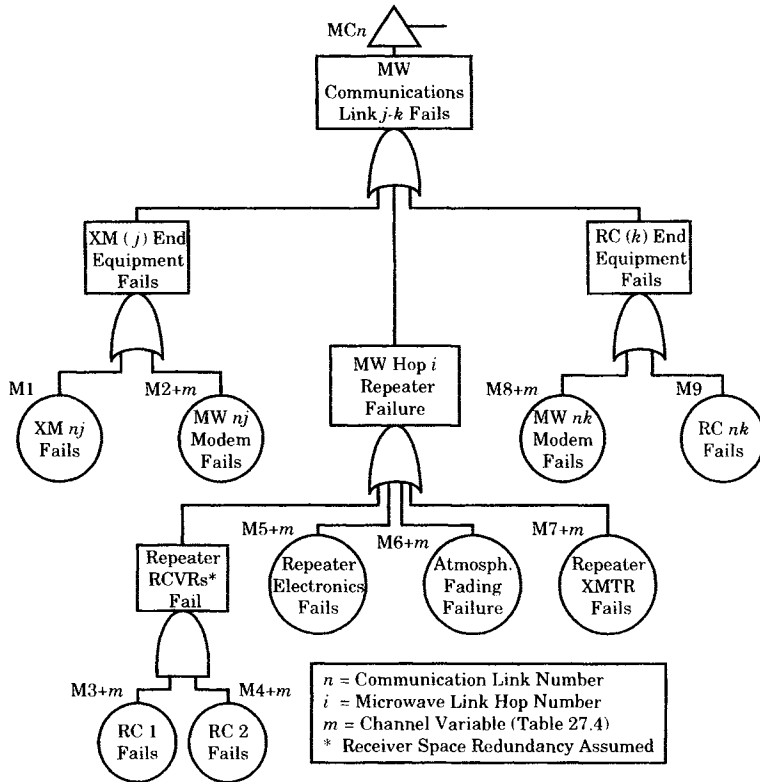 MCn
MW
Communications
Link j-k Fails
XM (j) End
Equipment
Fails
RC (k) End
Equipment
Fails
MW Hop i
Repeater
Failure
M1
M2+m
M8+m
M9
XM nj
Fails
MW nj
Modem
Fails
MW nk
Modem
Fails
RC nk
Fails
M5+m
M6+m
M7+m
Repeater
RCVRs*
Fail
Repeater
Electronics
Fails
Atmosph.
Fading
Failure
Repeater
XMTR
Fails
M3+m
M4+m
RC 1
Fails
RC 2
Fails
n = Communication Link Number
i = Microwave Link Hop Number
m = Channel Variable (Table 27.4)
* Receiver Space Redundancy Assumed